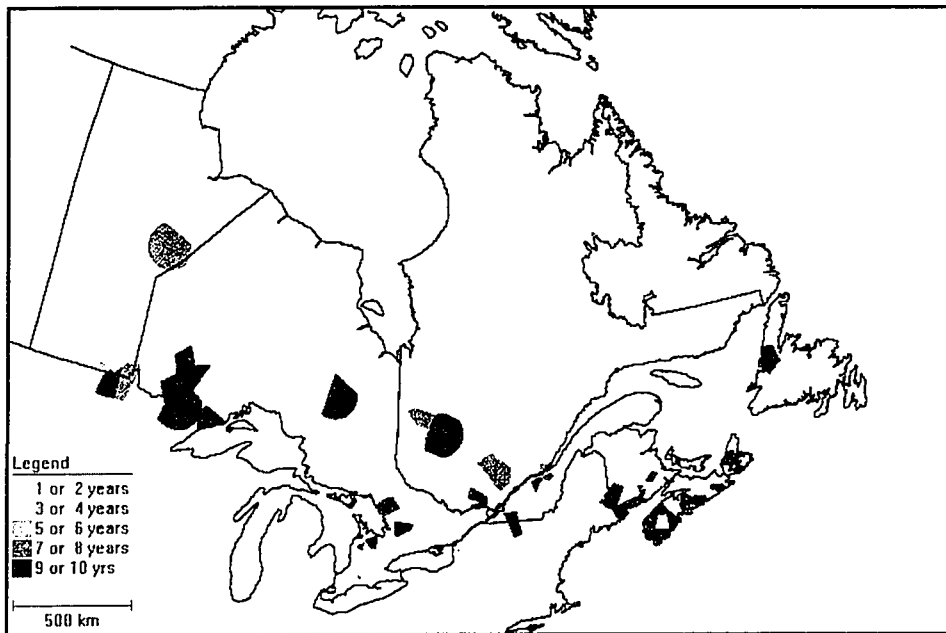 Legend
1 or 2 years
3 or 4 years
5 or 6 years
7 or 8 years
9 or 10 yrs
500 km